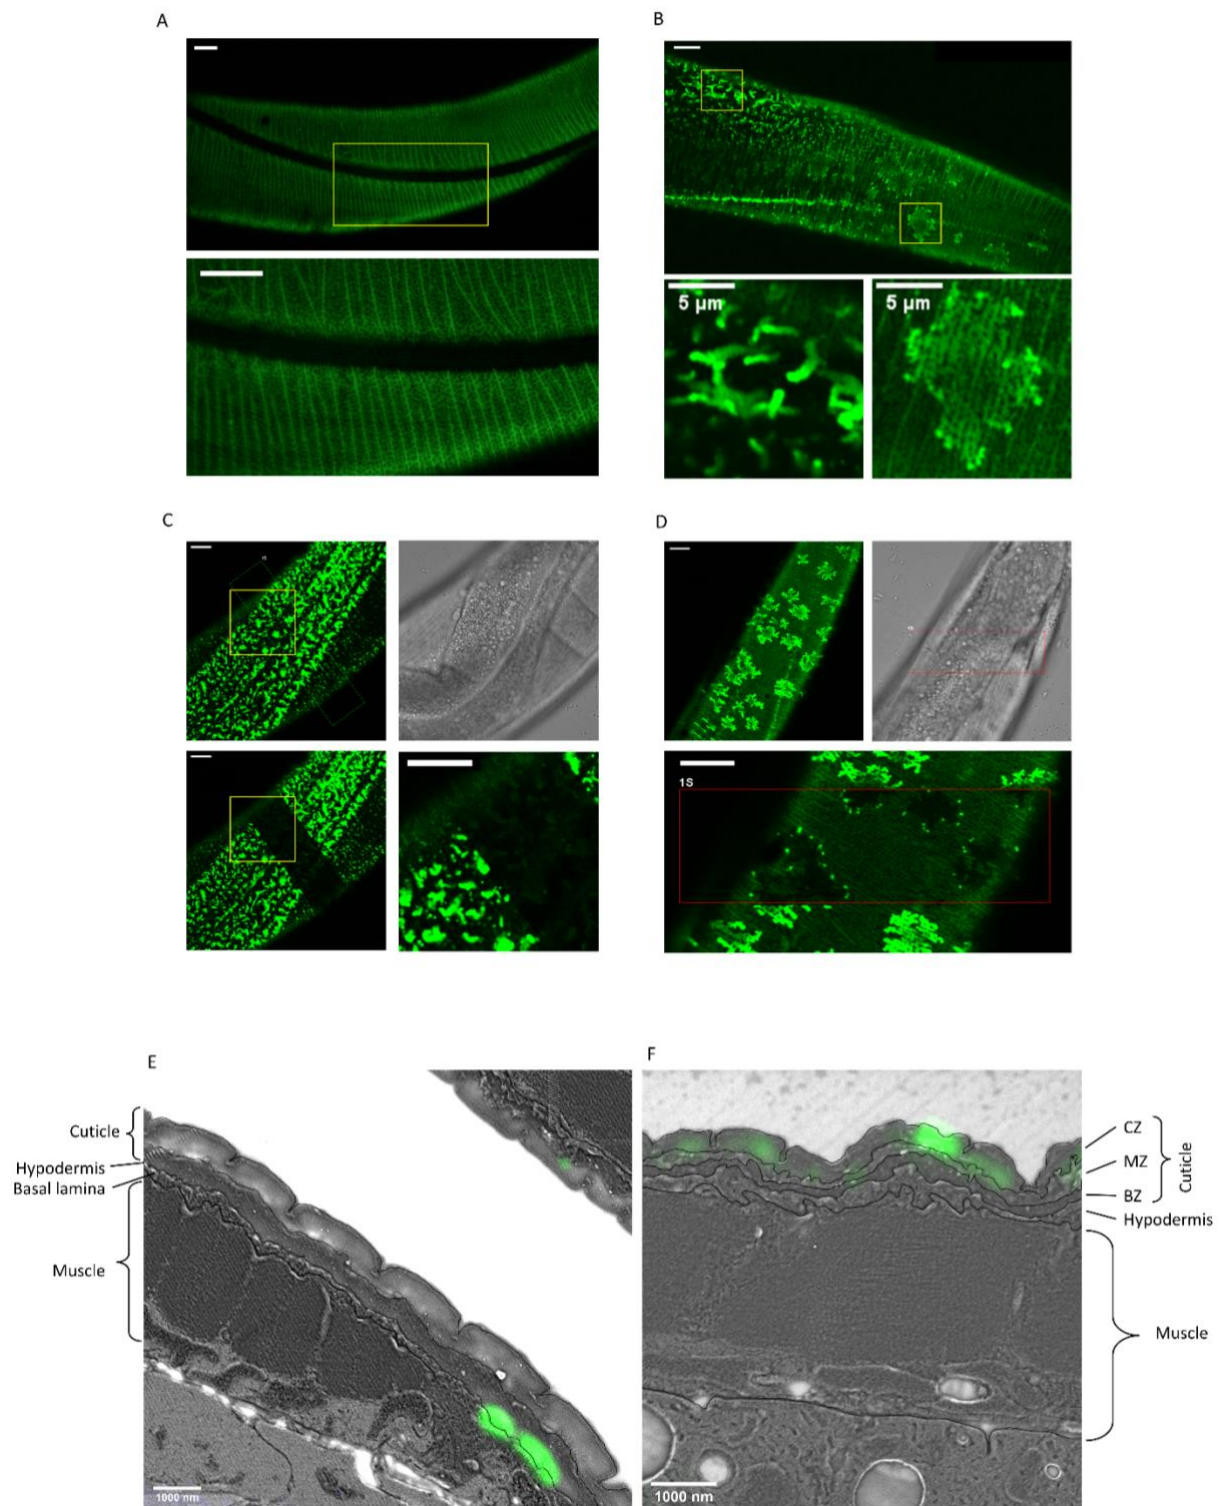 A
B
5 µm
5 µm
C
D
1S
E
F
Cuticle
Hypodermis
Basal lamina
Muscle
1000 nm
CZ
MZ
BZ
Cuticle
Hypodermis
Muscle
1000 nm